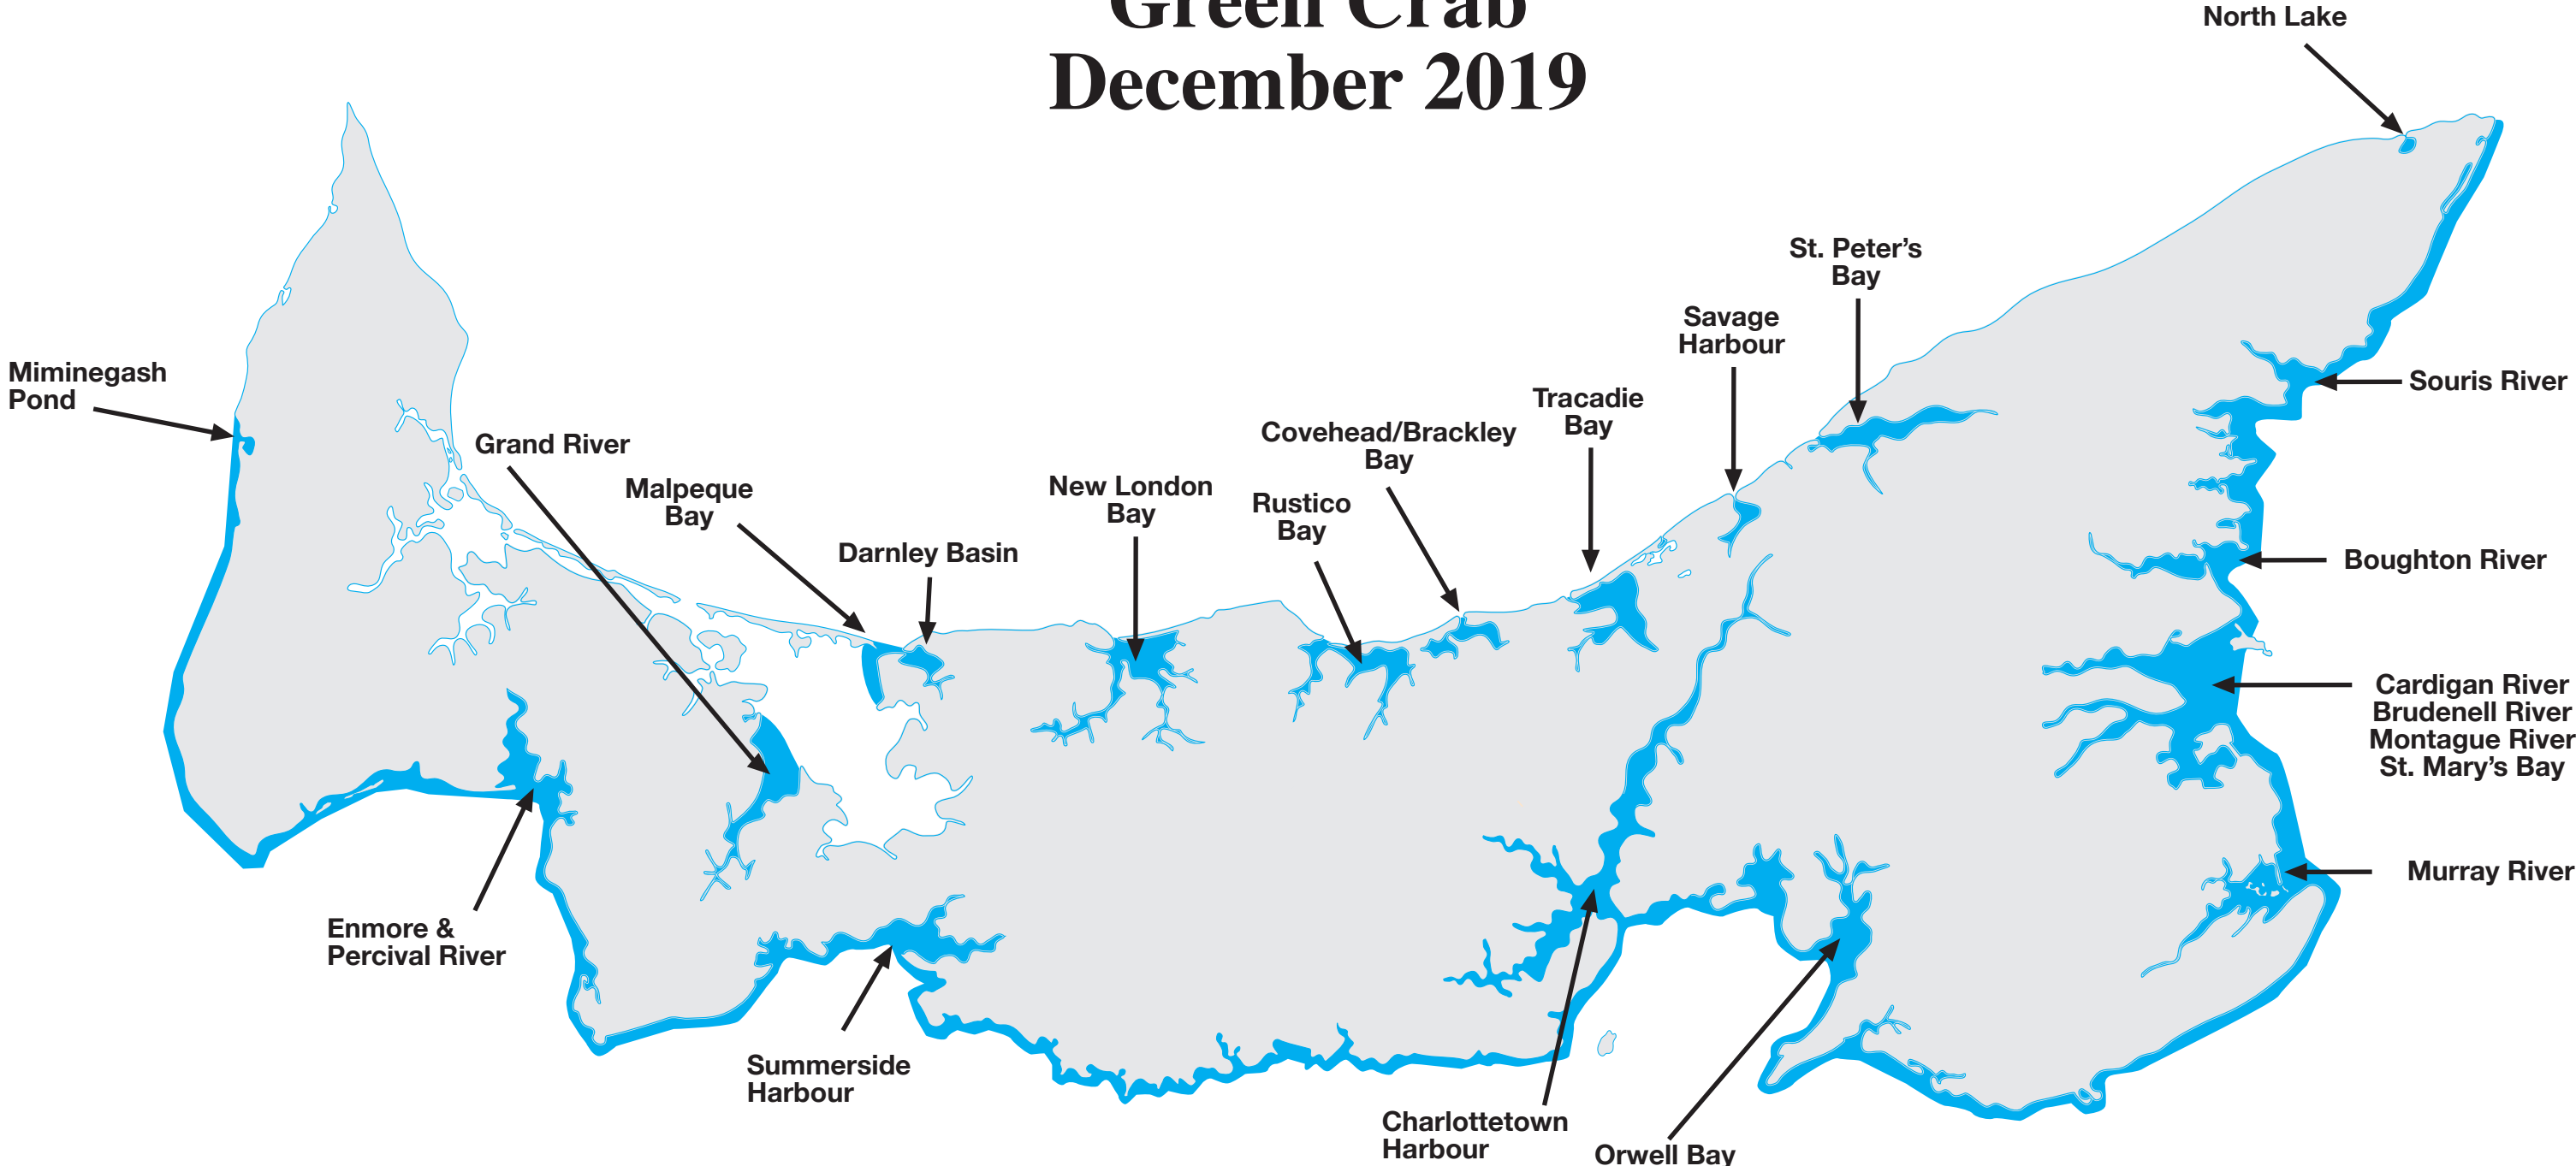 Green Crab
December 2019
North Lake
St. Peter’s
Bay
Savage
Harbour
Miminegash
Pond
Souris River
Tracadie
Bay
Covehead/Brackley
Bay
Grand River
Malpeque
Bay
New London
Bay
Rustico
Bay
Darnley Basin
Boughton River
Cardigan River
Brudenell River
Montague River
St. Mary’s Bay
Murray River
Enmore &
Percival River
Summerside
Harbour
Charlottetown
Harbour
Orwell Bay